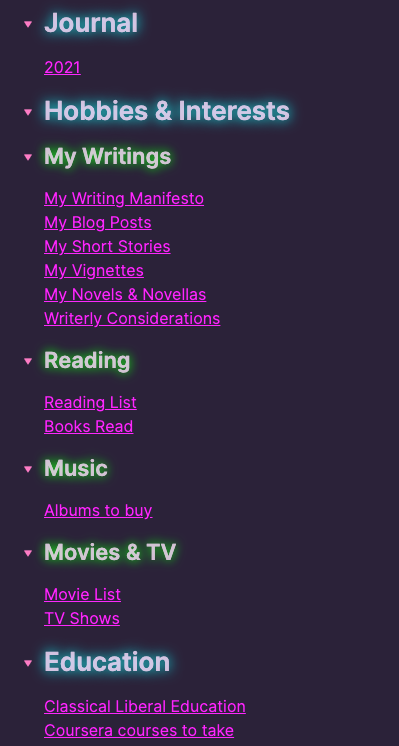 Journal
2021
Hobbies & Interests
My Writings
My Writing Manifesto
My Blog Posts
My Short Stories
My Vignettes
My Novels & Novellas
Writerly Considerations
Reading
Reading List
Books Read
Music
Albums to buy
Movies & TV
Movie List
TV Shows
Education
Classical Liberal Education
Coursera courses to take